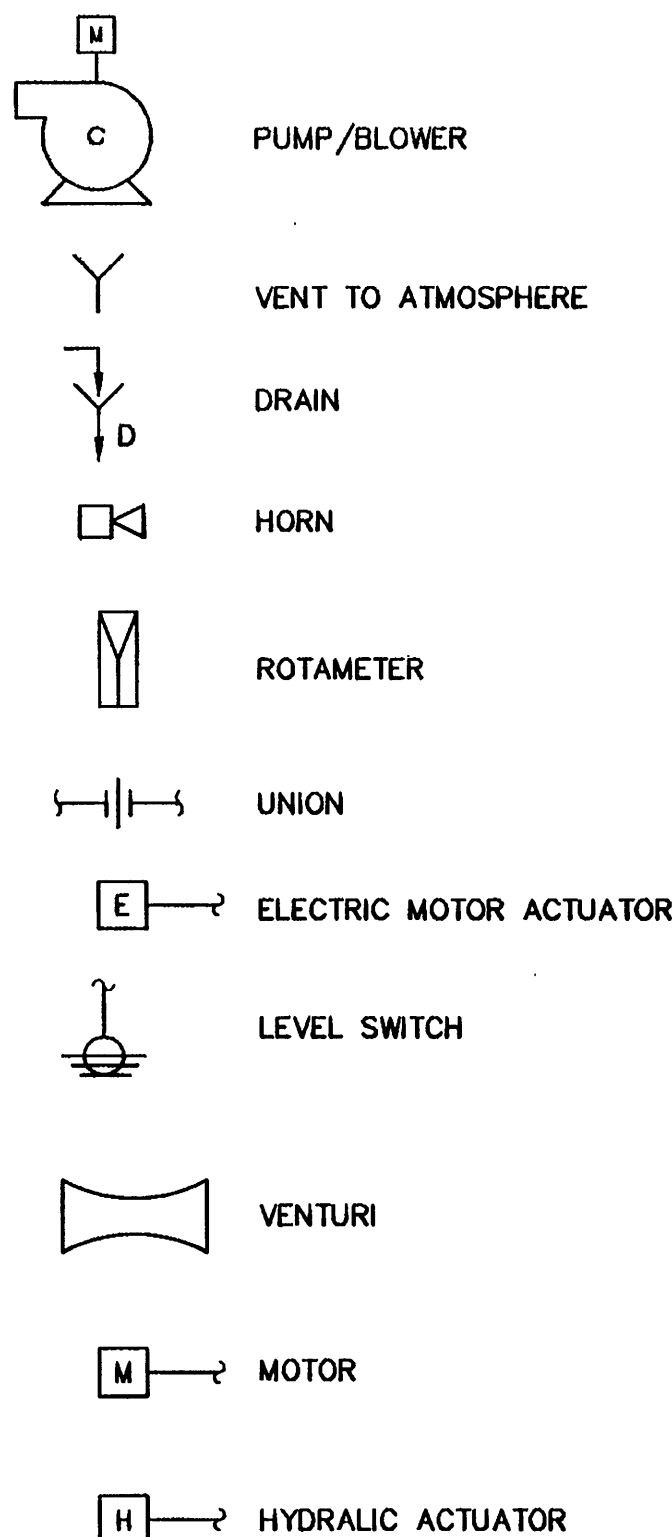 M
C PUMP/BLOWER
VENT TO ATMOSPHERE
DRAIN
D
HORN
ROTAMETER
UNION
E ELECTRIC MOTOR ACTUATOR
LEVEL SWITCH
VENTURI
M MOTOR
H HYDRALIC ACTUATOR